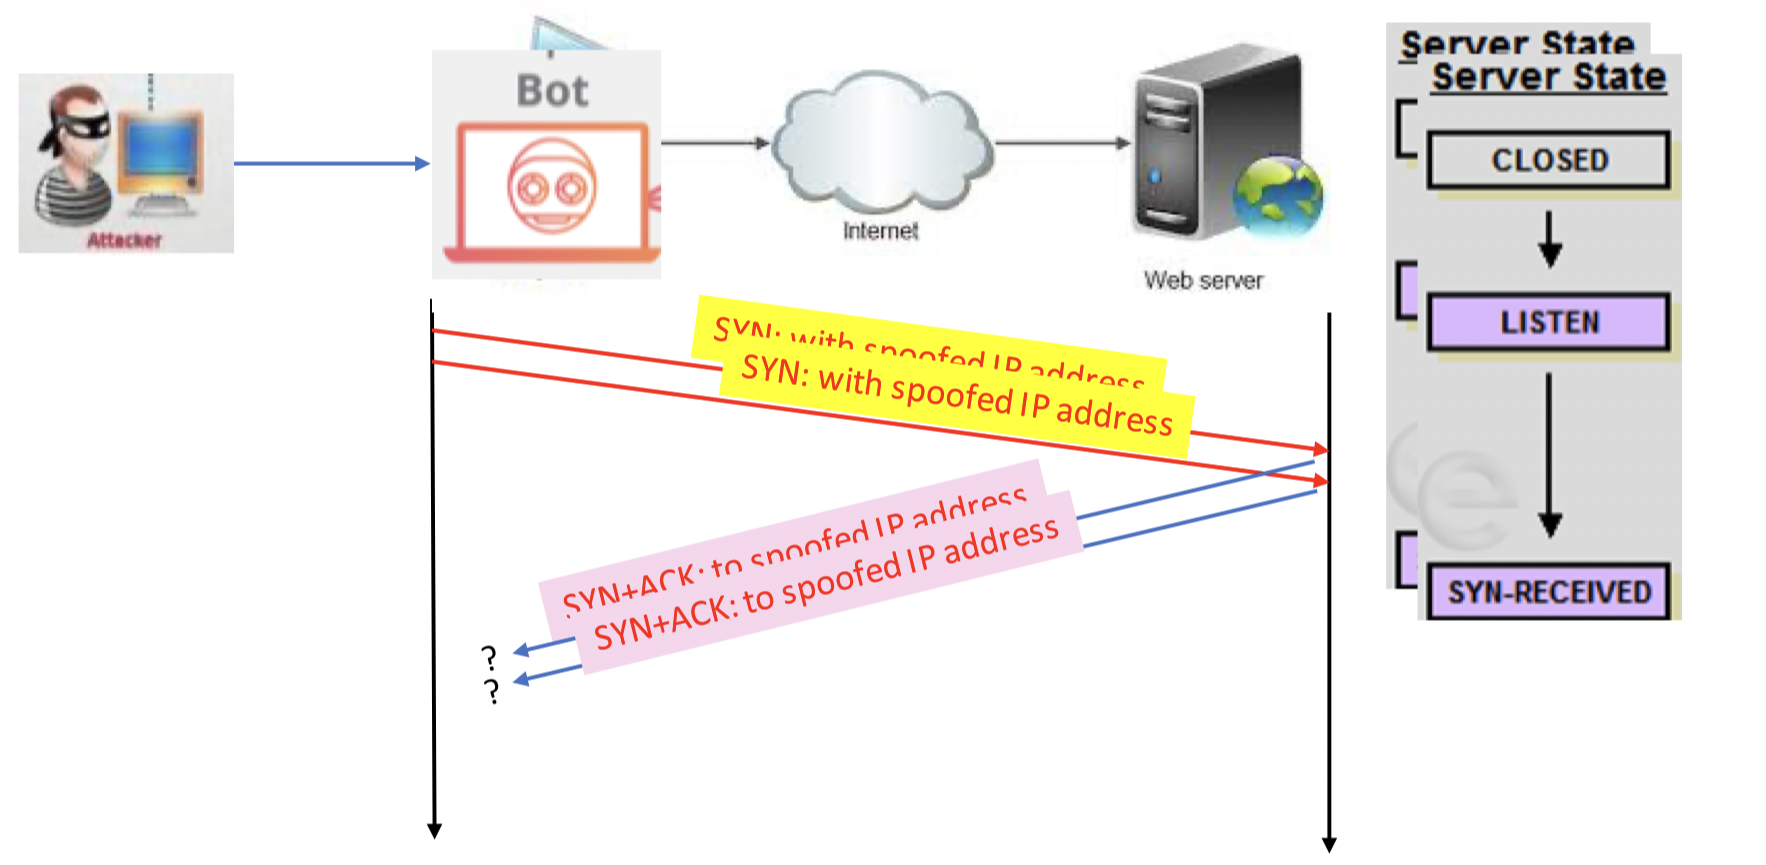 Attacker
Bot
Internet
Web server
Server State
Server State
CLOSED
LISTEN
SYN-RECEIVED
SYN: with spoofed IP address
SYN: with spoofed IP address
SYN+ACK: to spoofed IP address
SYN+ACK: to spoofed IP address
?
?